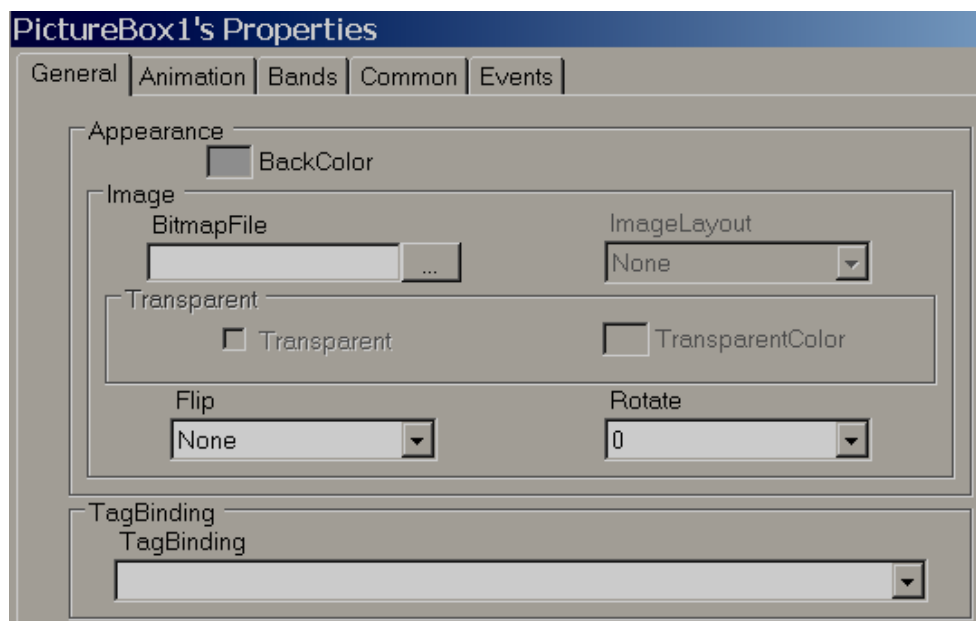 PictureBox1's Properties
General Animation Bands Common Events
Appearance
BackColor
Image
BitmapFile ImageLayout
... None
Transparent
Transparent TransparentColor
Flip Rotate
None 0
TagBinding
TagBinding